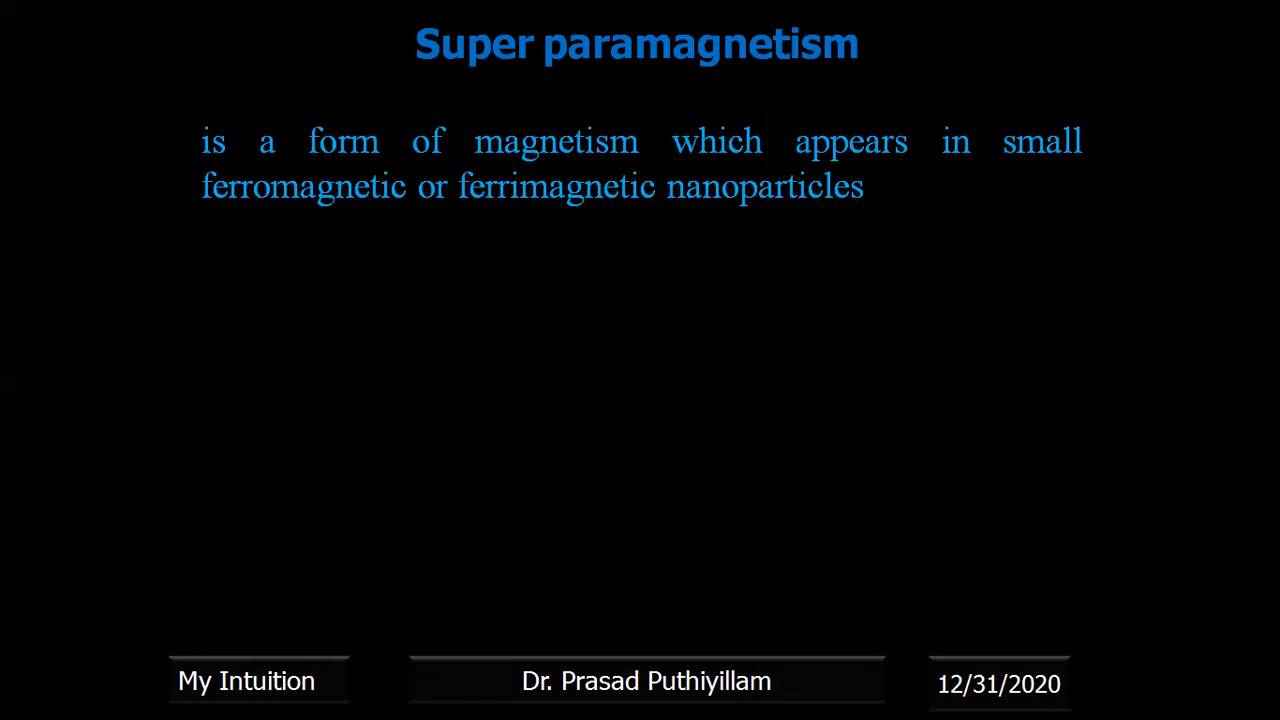 Super paramagnetism
is a form of magnetism which appears in small
ferromagnetic or ferrimagnetic nanoparticles
My Intuition
Dr. Prasad Puthiyillam
12/31/2020